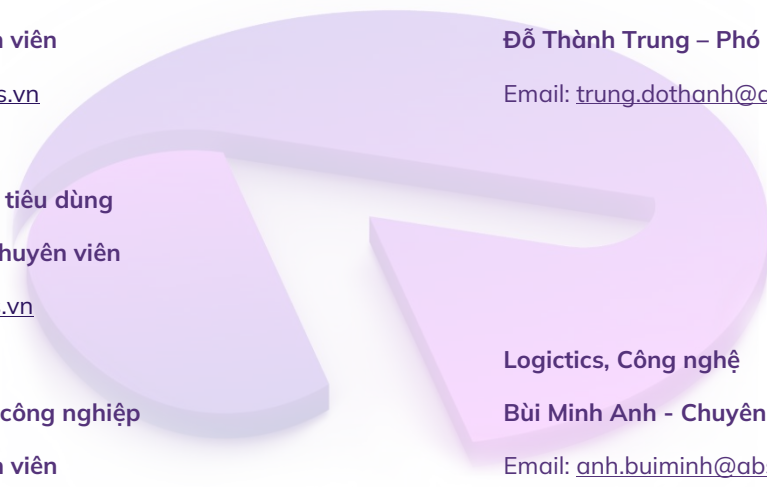 viên
s.vn
tiêu dùng
huyên viên
.vn
công nghiệp
viên
Đỗ Thành Trung – Phó
Email: trung.dothanh@a
Logictics, Công nghệ
Bùi Minh Anh - Chuyên
Email: anh.buiminh@abs